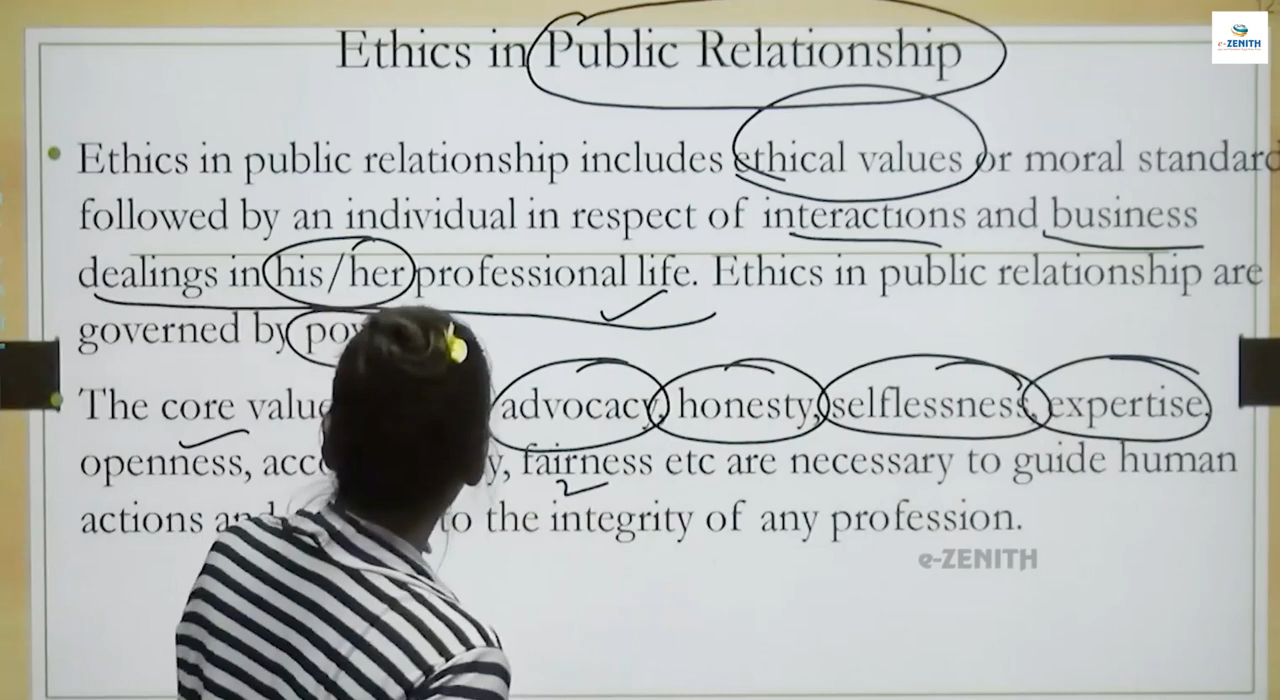 Ethics in Public Relationship
e-ZENITH
Ethics in public relationship includes ethical values or moral standard
followed by an individual in respect of interactions and business
dealings in his/her professional life. Ethics in public relationship are
governed by
The core advocacy, honesty, selflessness, expertise,
openness, fairness etc are necessary to guide human
actions to the integrity of any profession.
e-ZENITH